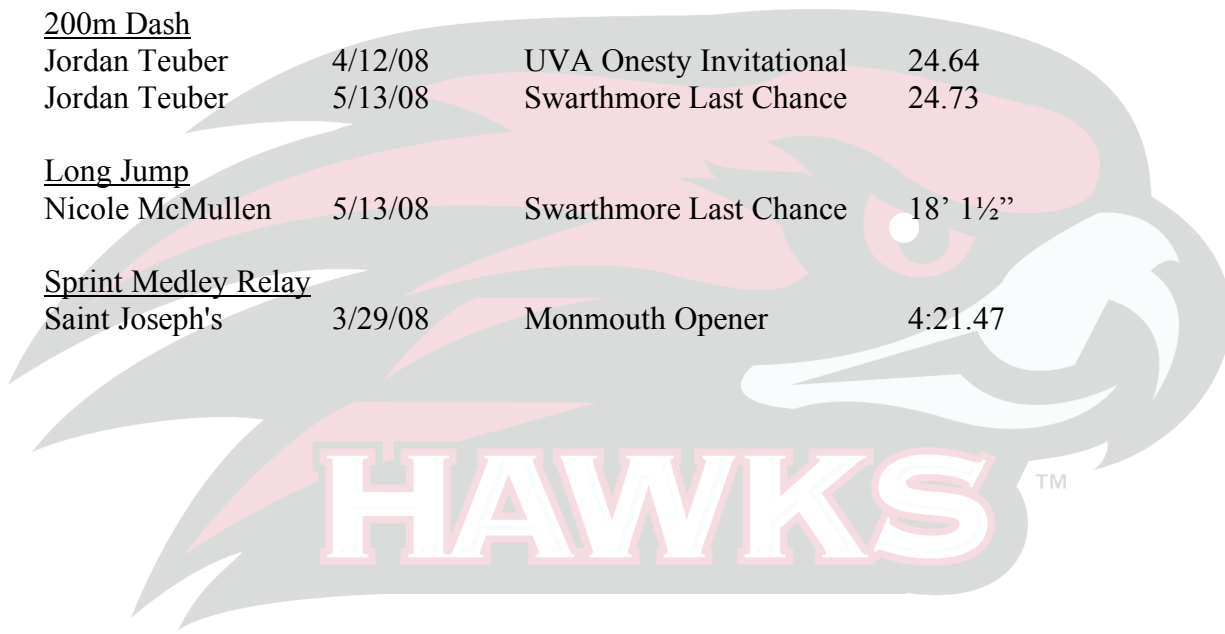 200m Dash
Jordan Teuber 4/12/08 UVA Onesty Invitational 24.64
Jordan Teuber 5/13/08 Swarthmore Last Chance 24.73
Long Jump
Nicole McMullen 5/13/08 Swarthmore Last Chance 18’ 1½”
Sprint Medley Relay
Saint Joseph's 3/29/08 Monmouth Opener 4:21.47
HAWKS
TM